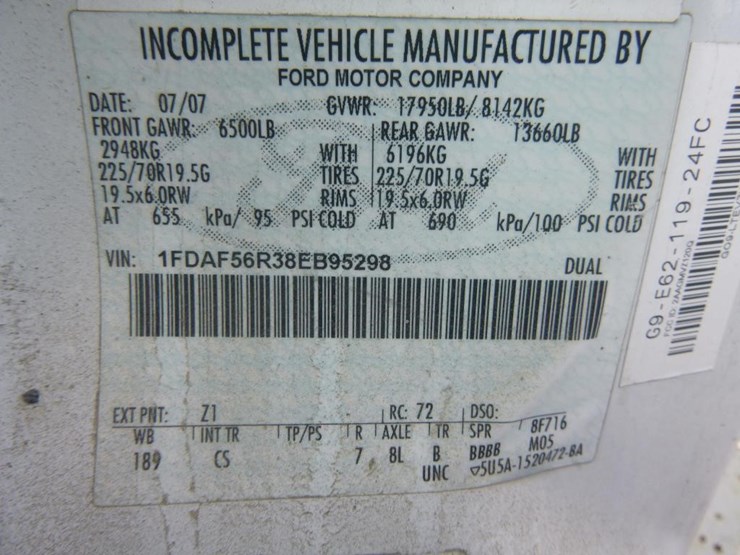 INCOMPLETE VEHICLE MANUFACTURED BY
FORD MOTOR COMPANY
DATE: 07/07 GVWR: 17950LB/ 8142KG
FRONT GAWR: 6500LB REAR GAWR: 13660LB
2948KG WITH 6196KG WITH
225/70R19.5G TIRES 225/70R19.5G TIRES
19.5x6.0RW RIMS 19.5x6.0RW RIMS
AT 655 kPa/ 95 PSI COLD AT 690 kPa/100 PSI COLD
VIN: 1FDAF56R38EB95298 DUAL
EXT PNT: Z1 RC: 72 DSO:
WB INT TR TP/PS R AXLE TR SPR 8F716
189 CS 7 8L B BBBB M05
UNC ▽5U5A-1520472-BA
G9-E62-119-24FC